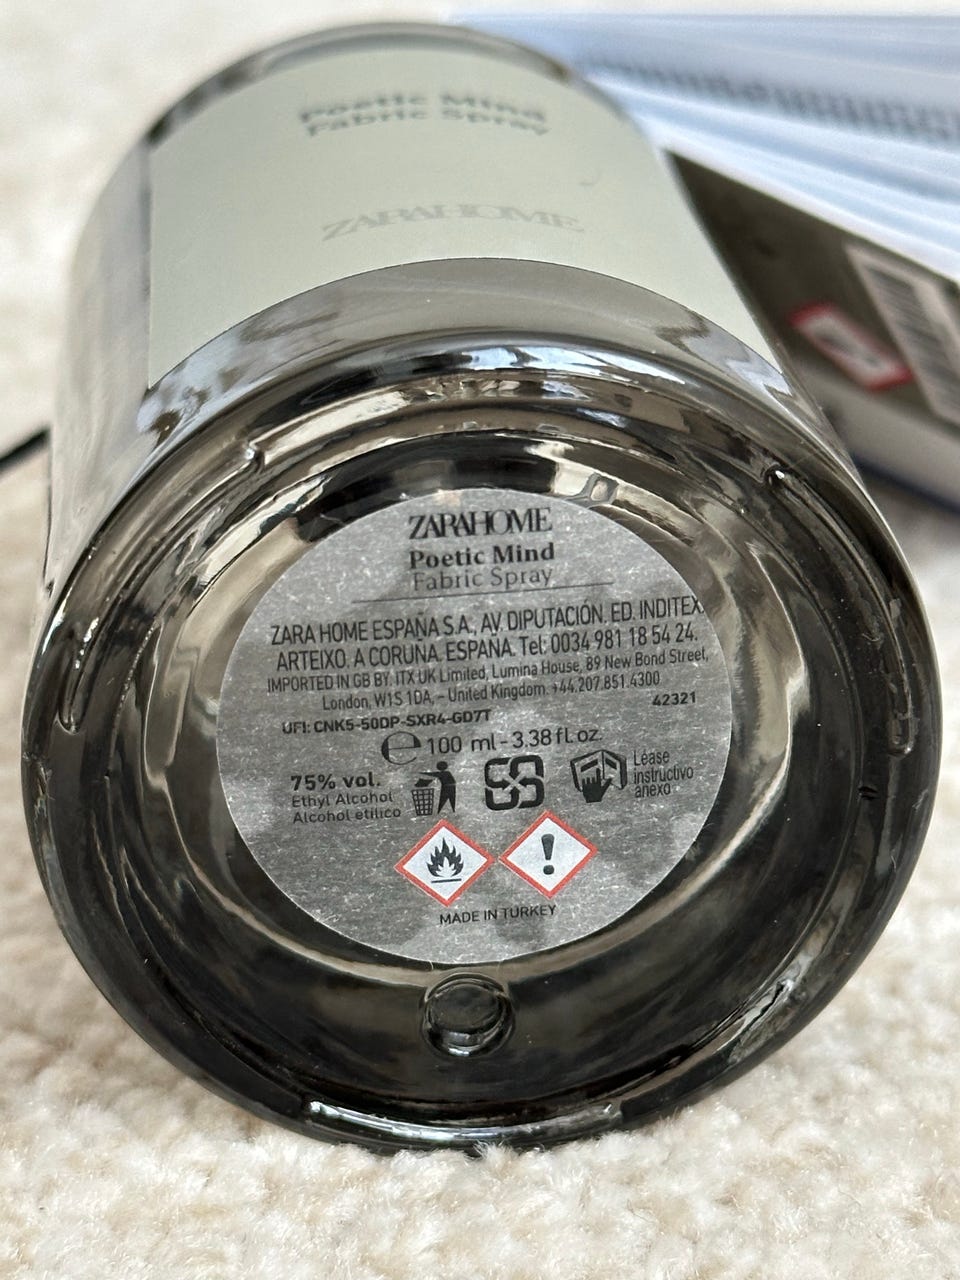 Poetic Mind
Fabric Spray
ZARAHOME
ZARAHOME
Poetic Mind
Fabric Spray
ZARA HOME ESPAÑA S.A, AV. DIPUTACIÓN. ED. INDITEX.
ARTEIXO. A CORUÑA. ESPAÑA. Tel: 0034 981 18 54 24.
IMPORTED IN GB BY. ITX UK Limited, Lumina House, 89 New Bond Street,
London, W1S 1DA, - United Kingdom. +44.207.851.4300
42321
UFI: CNK5-50DP-SXR4-GD7T
℮ 100 ml - 3.38 fl. oz.
75% vol.
Ethyl Alcohol
Alcohol etílico
Léase
instructivo
anexo
MADE IN TURKEY